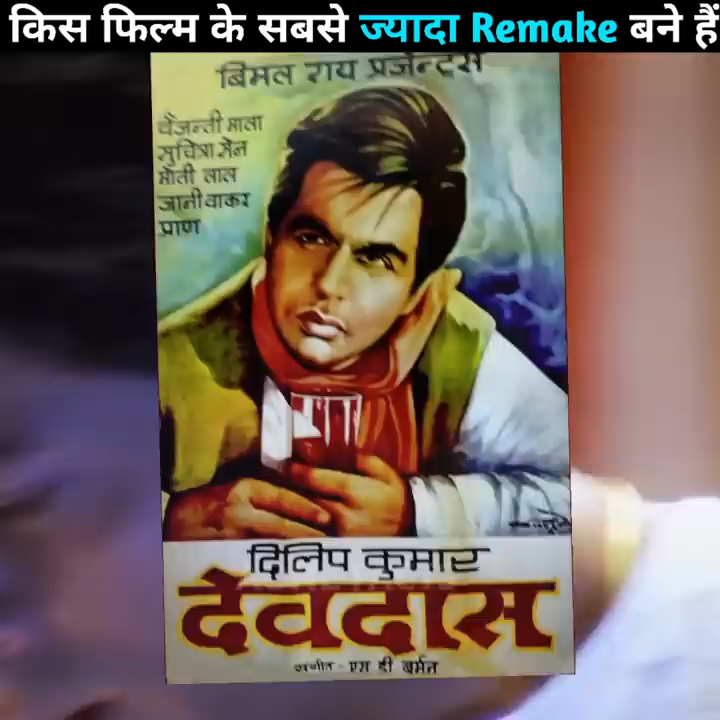 किस फिल्म के सबसे ज्यादा Remake बने हैं
बिमल राय प्रजेन्टस
वैजन्ती माला
सुचित्रा सेन
मोती लाल
जानी वाकर
प्राण
दिलिप कुमार
देवदास
एस डी बर्मन